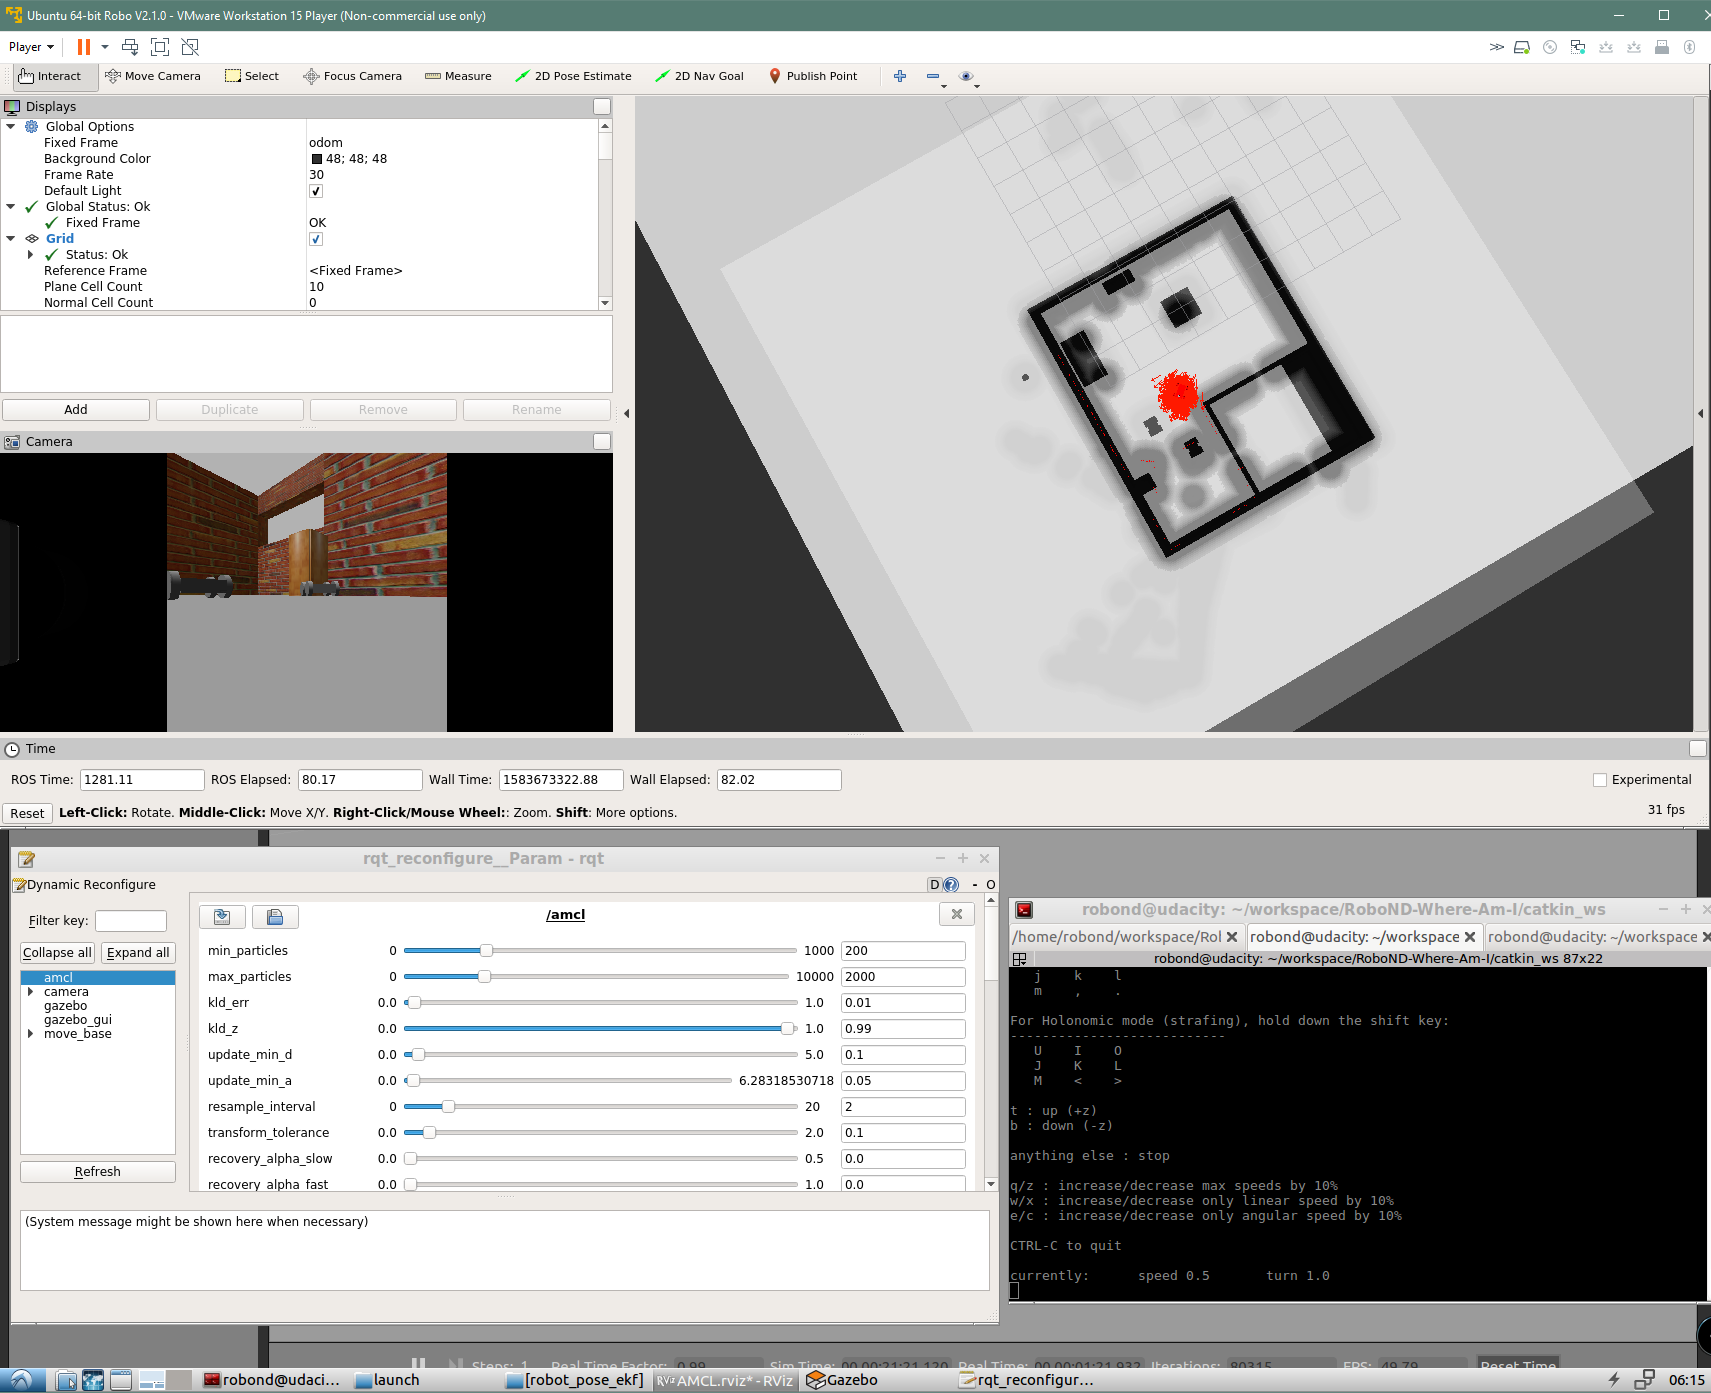 Ubuntu 64-bit Robo V2.1.0 - VMware Workstation 15 Player (Non-commercial use only)
Player
Interact Move Camera Select Focus Camera Measure 2D Pose Estimate 2D Nav Goal Publish Point
Displays
Global Options
Fixed Frame odom
Background Color 48; 48; 48
Frame Rate 30
Default Light
Global Status: Ok
Fixed Frame OK
Grid
Status: Ok
Reference Frame <Fixed Frame>
Plane Cell Count 10
Normal Cell Count 0
Add Duplicate Remove Rename
Camera
Time
ROS Time: 1281.11 ROS Elapsed: 80.17 Wall Time: 1583673322.88 Wall Elapsed: 82.02 Experimental
Reset Left-Click: Rotate. Middle-Click: Move X/Y. Right-Click/Mouse Wheel:: Zoom. Shift: More options. 31 fps
rqt_reconfigure__Param - rqt
Dynamic Reconfigure D - O
Filter key:
Collapse all Expand all
amcl
camera
gazebo
gazebo_gui
move_base
Refresh
/amcl
min_particles 0 1000 200
max_particles 0 10000 2000
kld_err 0.0 1.0 0.01
kld_z 0.0 1.0 0.99
update_min_d 0.0 5.0 0.1
update_min_a 0.0 6.28318530718 0.05
resample_interval 0 20 2
transform_tolerance 0.0 2.0 0.1
recovery_alpha_slow 0.0 0.5 0.0
recovery_alpha_fast 0.0 1.0 0.0
(System message might be shown here when necessary)
robond@udacity: ~/workspace/RoboND-Where-Am-I/catkin_ws
/home/robond/workspace/Rol robond@udacity: ~/workspace robond@udacity: ~/workspace
robond@udacity: ~/workspace/RoboND-Where-Am-I/catkin_ws 87x22
j k l
m , .
For Holonomic mode (strafing), hold down the shift key:
---------------------------
U I O
J K L
M < >
t : up (+z)
b : down (-z)
anything else : stop
q/z : increase/decrease max speeds by 10%
w/x : increase/decrease only linear speed by 10%
e/c : increase/decrease only angular speed by 10%
CTRL-C to quit
currently: speed 0.5 turn 1.0
Steps: 1 Real Time Factor: 0.99 Sim Time: 00 00:21:21.120 Real Time: 00 00:01:21.932 Iterations: 80315 FPS: 49.79 Reset Time
robond@udaci... launch [robot_pose_ekf] AMCL.rviz* - RViz Gazebo rqt_reconfigur... 06:15